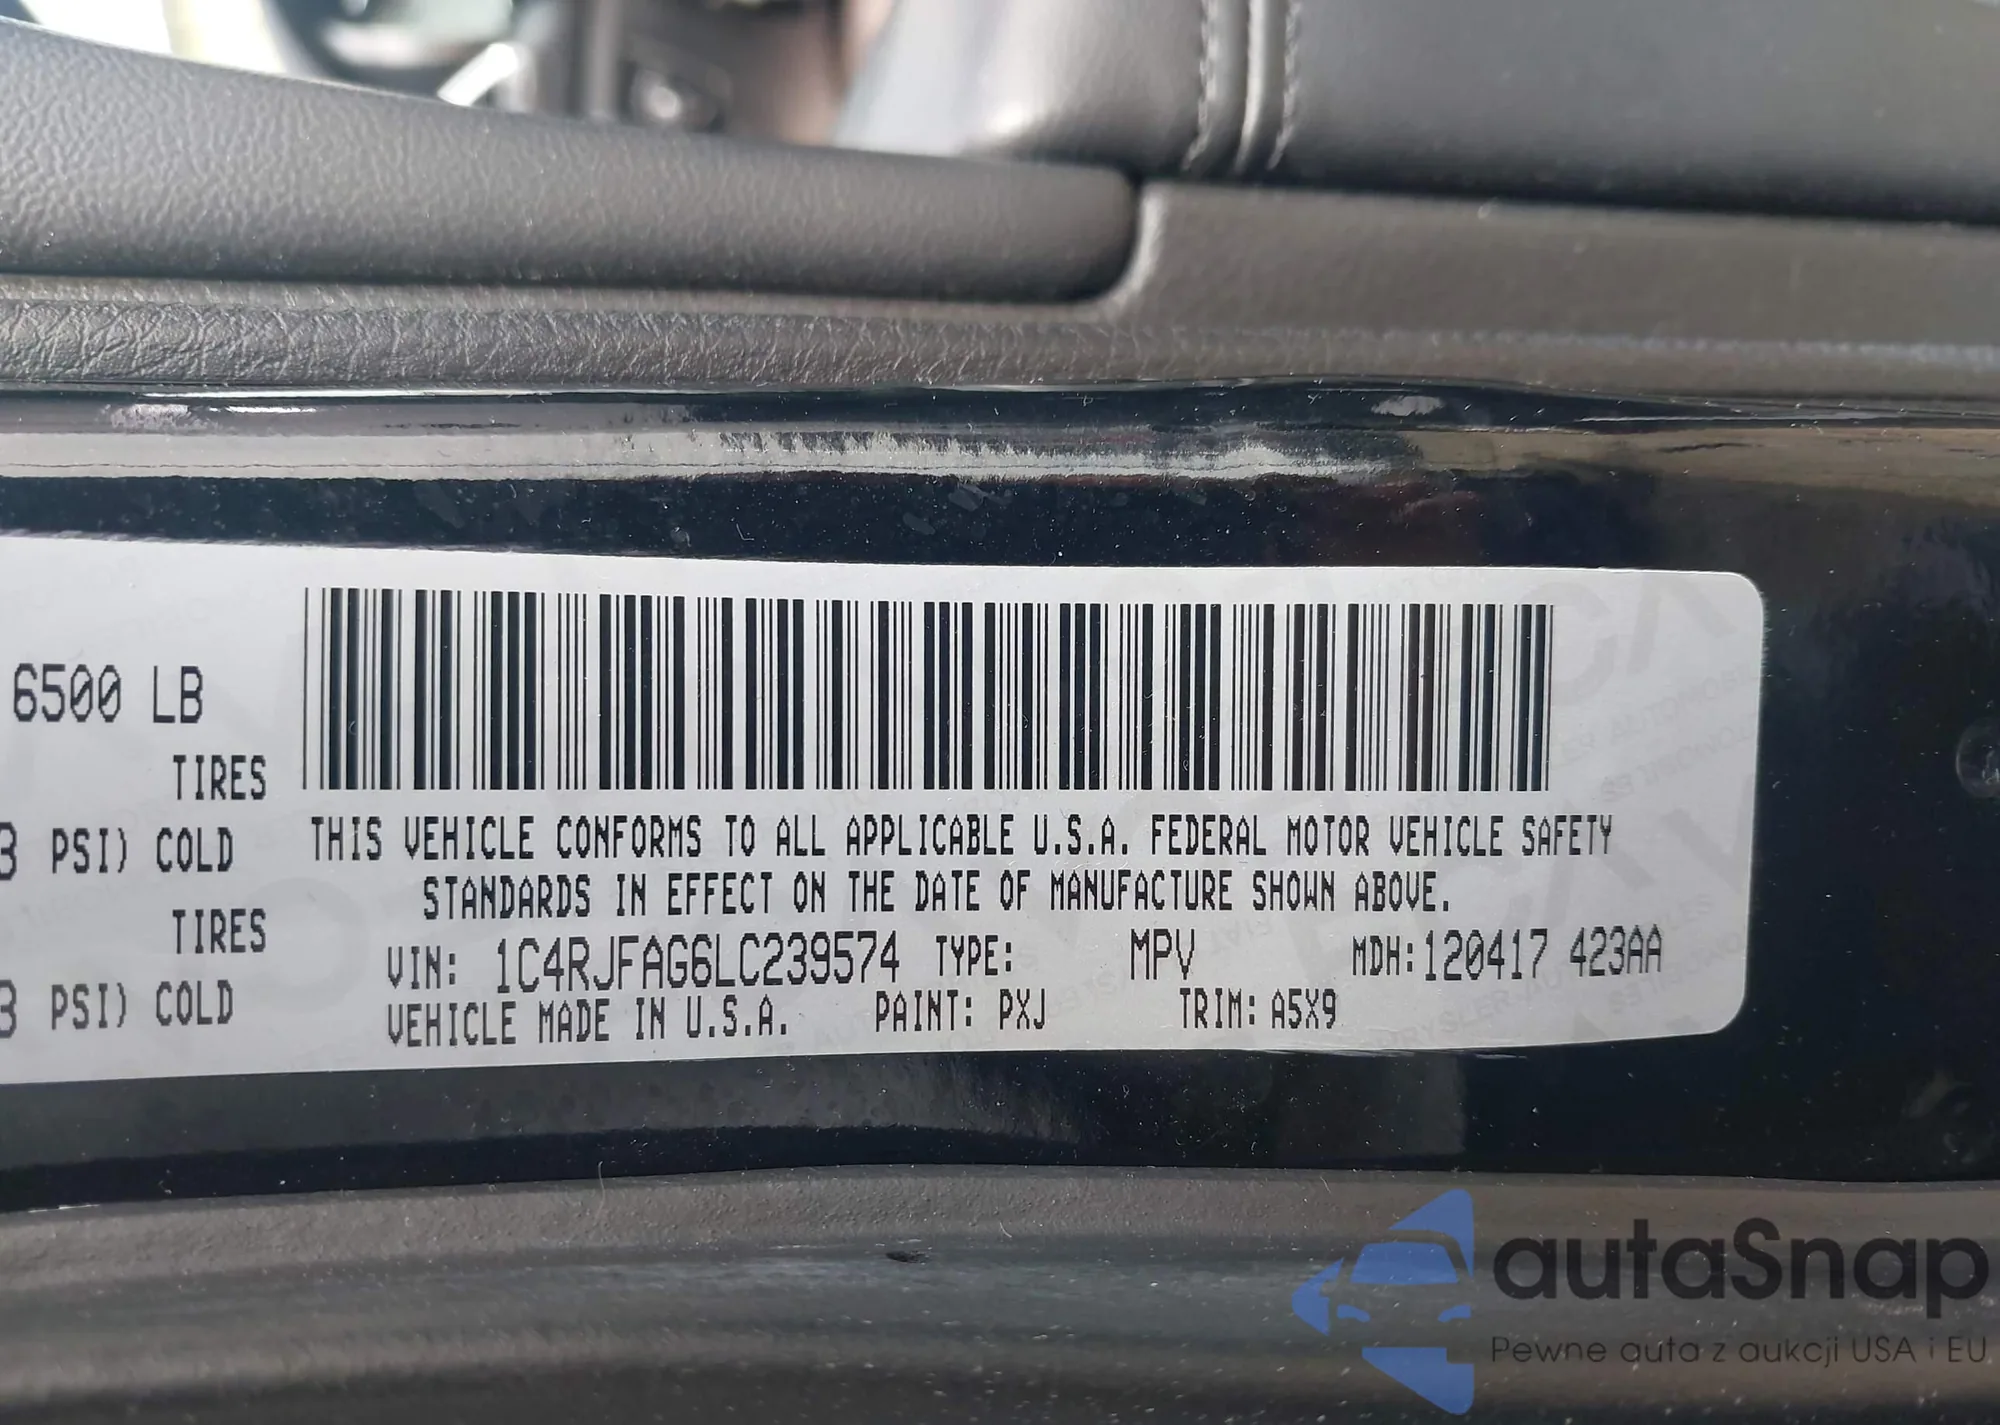 6500 LB
TIRES
3 PSI) COLD
TIRES
3 PSI) COLD
THIS VEHICLE CONFORMS TO ALL APPLICABLE U.S.A. FEDERAL MOTOR VEHICLE SAFETY
STANDARDS IN EFFECT ON THE DATE OF MANUFACTURE SHOWN ABOVE.
VIN: 1C4RJFAG6LC239574 TYPE: MPV MDH:120417 423AA
VEHICLE MADE IN U.S.A. PAINT: PXJ TRIM: A5X9
autaSnap
Pewne auta z aukcji USA i EU